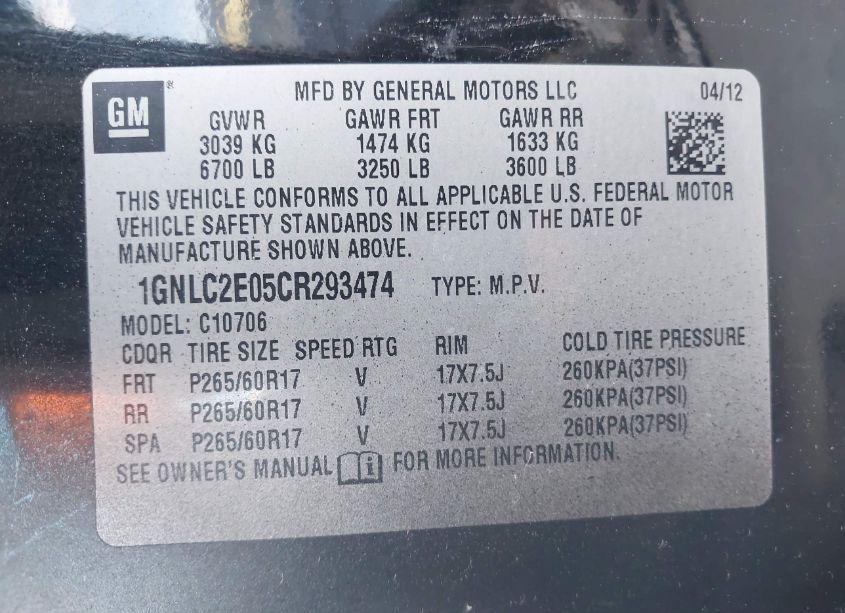 GM ®
MFD BY GENERAL MOTORS LLC 04/12
GVWR GAWR FRT GAWR RR
3039 KG 1474 KG 1633 KG
6700 LB 3250 LB 3600 LB
THIS VEHICLE CONFORMS TO ALL APPLICABLE U.S. FEDERAL MOTOR
VEHICLE SAFETY STANDARDS IN EFFECT ON THE DATE OF
MANUFACTURE SHOWN ABOVE.
1GNLC2E05CR293474 TYPE: M.P.V.
MODEL: C10706
CDQR TIRE SIZE SPEED RTG RIM COLD TIRE PRESSURE
FRT P265/60R17 V 17X7.5J 260KPA(37PSI)
RR P265/60R17 V 17X7.5J 260KPA(37PSI)
SPA P265/60R17 V 17X7.5J 260KPA(37PSI)
SEE OWNER'S MANUAL i FOR MORE INFORMATION.